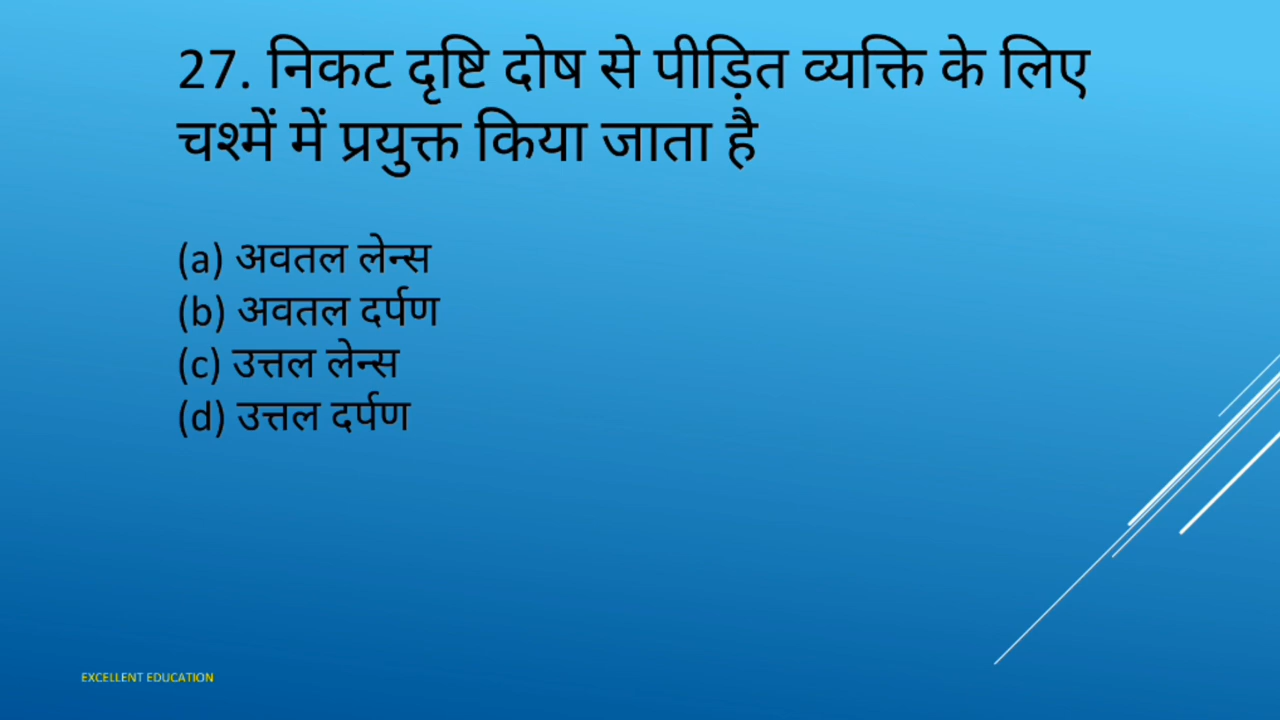 27. निकट दृष्टि दोष से पीड़ित व्यक्ति के लिए
चश्में में प्रयुक्त किया जाता है
(a) अवतल लेन्स
(b) अवतल दर्पण
(c) उत्तल लेन्स
(d) उत्तल दर्पण
EXCELLENT EDUCATION